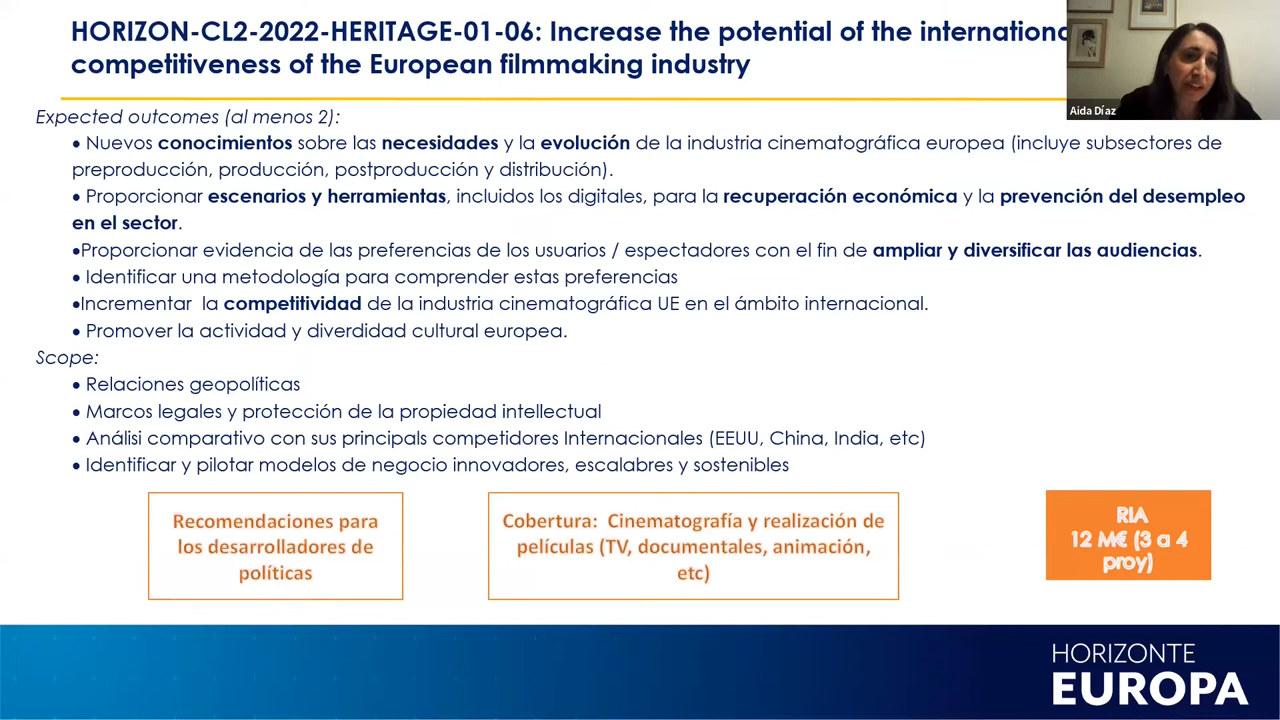 HORIZON-CL2-2022-HERITAGE-01-06: Increase the potential of the internationa
competitiveness of the European filmmaking industry
Aida Díaz
Expected outcomes (al menos 2):
• Nuevos conocimientos sobre las necesidades y la evolución de la industria cinematográfica europea (incluye subsectores de
preproducción, producción, postproducción y distribución).
• Proporcionar escenarios y herramientas, incluidos los digitales, para la recuperación económica y la prevención del desempleo
en el sector.
•Proporcionar evidencia de las preferencias de los usuarios / espectadores con el fin de ampliar y diversificar las audiencias.
• Identificar una metodología para comprender estas preferencias
•Incrementar la competitividad de la industria cinematográfica UE en el ámbito internacional.
• Promover la actividad y diverdidad cultural europea.
Scope:
• Relaciones geopolíticas
• Marcos legales y protección de la propiedad intellectual
• Análisi comparativo con sus principals competidores Internacionales (EEUU, China, India, etc)
• Identificar y pilotar modelos de negocio innovadores, escalabres y sostenibles
Recomendaciones para
los desarrolladores de
políticas
Cobertura: Cinematografía y realización de
películas (TV, documentales, animación,
etc)
RIA
12 M€ (3 a 4
proy)
HORIZONTE
EUROPA